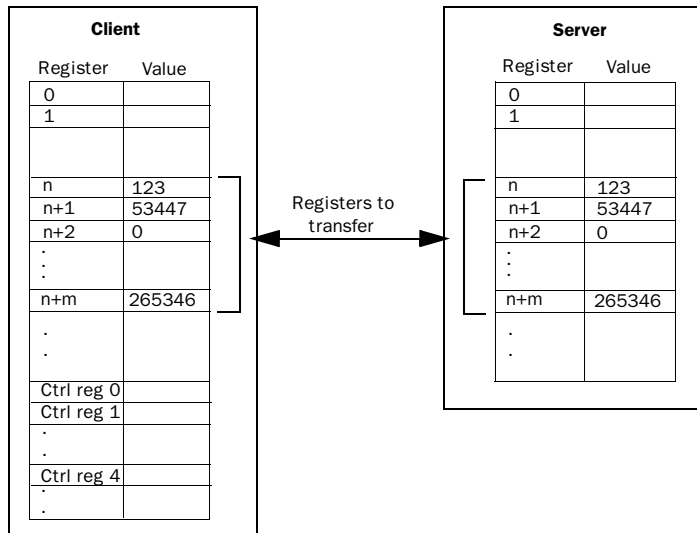 Client
Register Value
0
1
n 123
n+1 53447
n+2 0
.
.
.
n+m 265346
.
.
Ctrl reg 0
Ctrl reg 1
.
.
Ctrl reg 4
.
.
Registers to
transfer
Server
Register Value
0
1
n 123
n+1 53447
n+2 0
.
.
.
n+m 265346
.
.